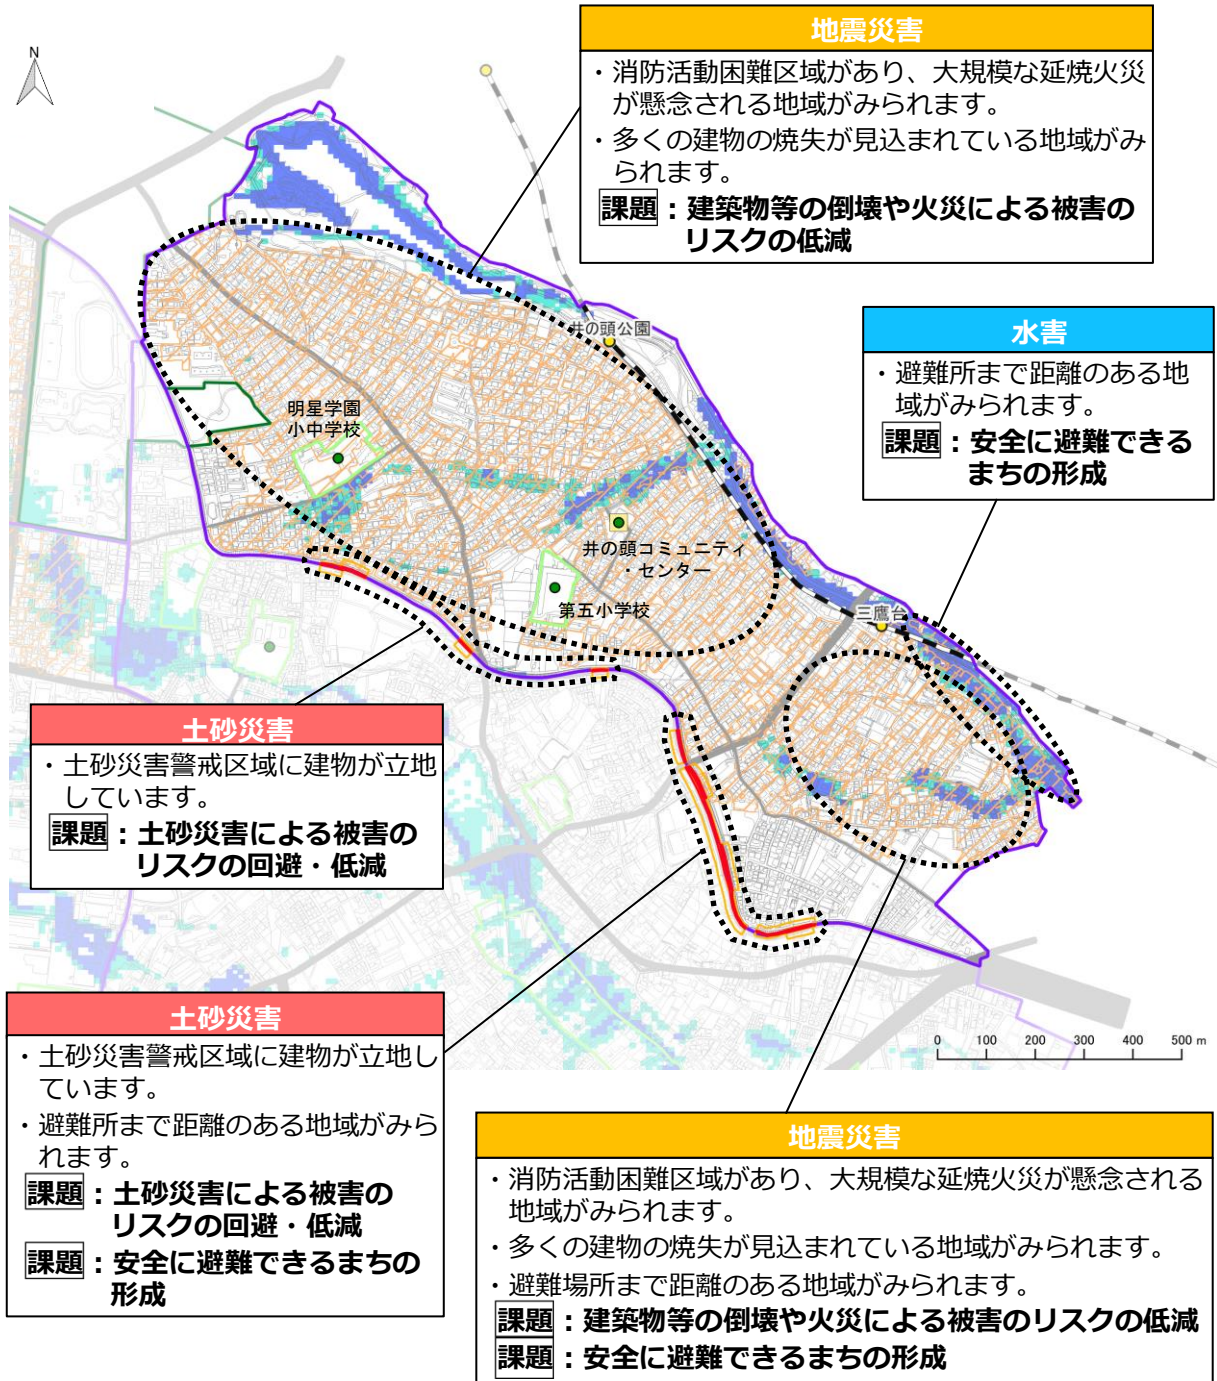 地震災害
・消防活動困難区域があり、大規模な延焼火災
が懸念される地域がみられます。
・多くの建物の焼失が見込まれている地域がみ
られます。
課題：建築物等の倒壊や火災による被害の
リスクの低減
N
水害
・避難所まで距離のある地
域がみられます。
課題：安全に避難できる
まちの形成
井の頭公園
明星学園
小中学校
井の頭コミュニティ
・センター
第五小学校
三鷹台
土砂災害
・土砂災害警戒区域に建物が立地
しています。
課題：土砂災害による被害の
リスクの回避・低減
土砂災害
・土砂災害警戒区域に建物が立地し
ています。
・避難所まで距離のある地域がみら
れます。
課題：土砂災害による被害の
リスクの回避・低減
課題：安全に避難できるまちの
形成
0 100 200 300 400 500 m
地震災害
・消防活動困難区域があり、大規模な延焼火災が懸念される
地域がみられます。
・多くの建物の焼失が見込まれている地域がみられます。
・避難場所まで距離のある地域がみられます。
課題：建築物等の倒壊や火災による被害のリスクの低減
課題：安全に避難できるまちの形成